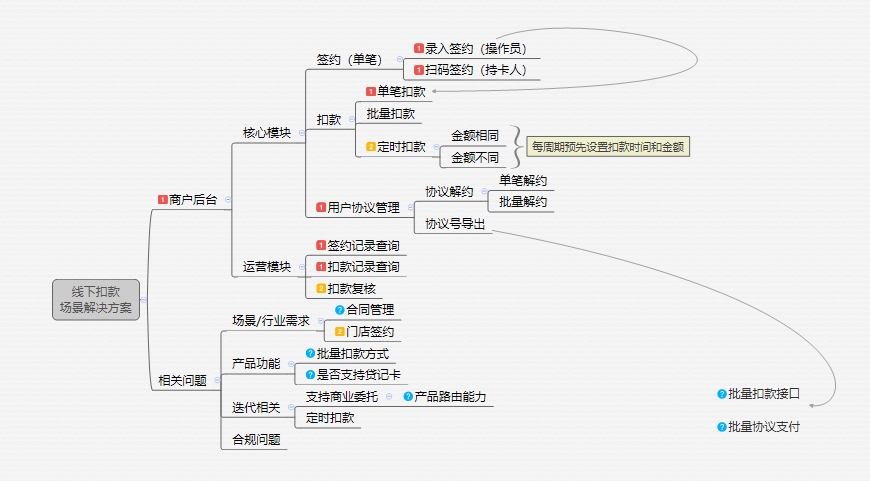 线下扣款
场景解决方案
1 商户后台
核心模块
签约（单笔）
1 录入签约（操作员）
1 扫码签约（持卡人）
扣款
1 单笔扣款
批量扣款
2 定时扣款
金额相同
金额不同
每周期预先设置扣款时间和金额
1 用户协议管理
协议解约
单笔解约
批量解约
协议号导出
运营模块
1 签约记录查询
1 扣款记录查询
2 扣款复核
相关问题
场景/行业需求
? 合同管理
2 门店签约
产品功能
? 批量扣款方式
? 是否支持贷记卡
迭代相关
支持商业委托
? 产品路由能力
定时扣款
合规问题
? 批量扣款接口
? 批量协议支付